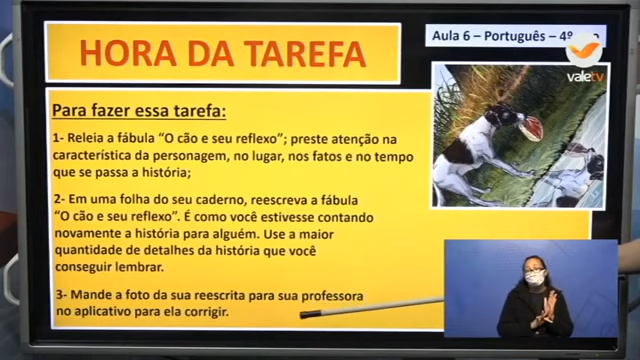 HORA DA TAREFA
Aula 6 – Português – 4º
valetv
Para fazer essa tarefa:
1- Releia a fábula “O cão e seu reflexo”; preste atenção na
característica da personagem, no lugar, nos fatos e no tempo
que se passa a história;
2- Em uma folha do seu caderno, reescreva a fábula
“O cão e seu reflexo”. É como você estivesse contando
novamente a história para alguém. Use a maior
quantidade de detalhes da história que você
conseguir lembrar.
3- Mande a foto da sua reescrita para sua professora
no aplicativo para ela corrigir.